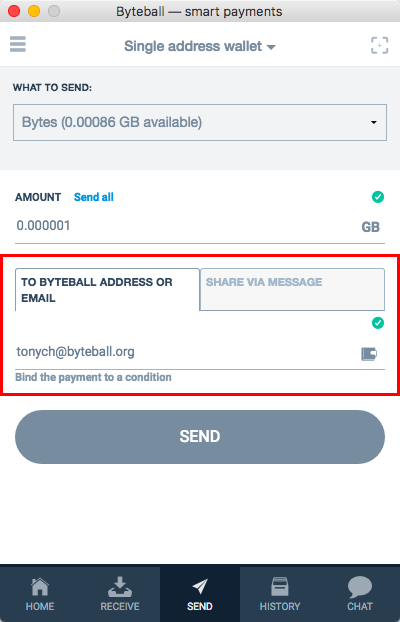 Byteball — smart payments
Single address wallet
WHAT TO SEND:
Bytes (0.00086 GB available)
AMOUNT Send all
0.000001 GB
TO BYTEBALL ADDRESS OR
EMAIL
SHARE VIA MESSAGE
tonych@byteball.org
Bind the payment to a condition
SEND
HOME RECEIVE SEND HISTORY CHAT